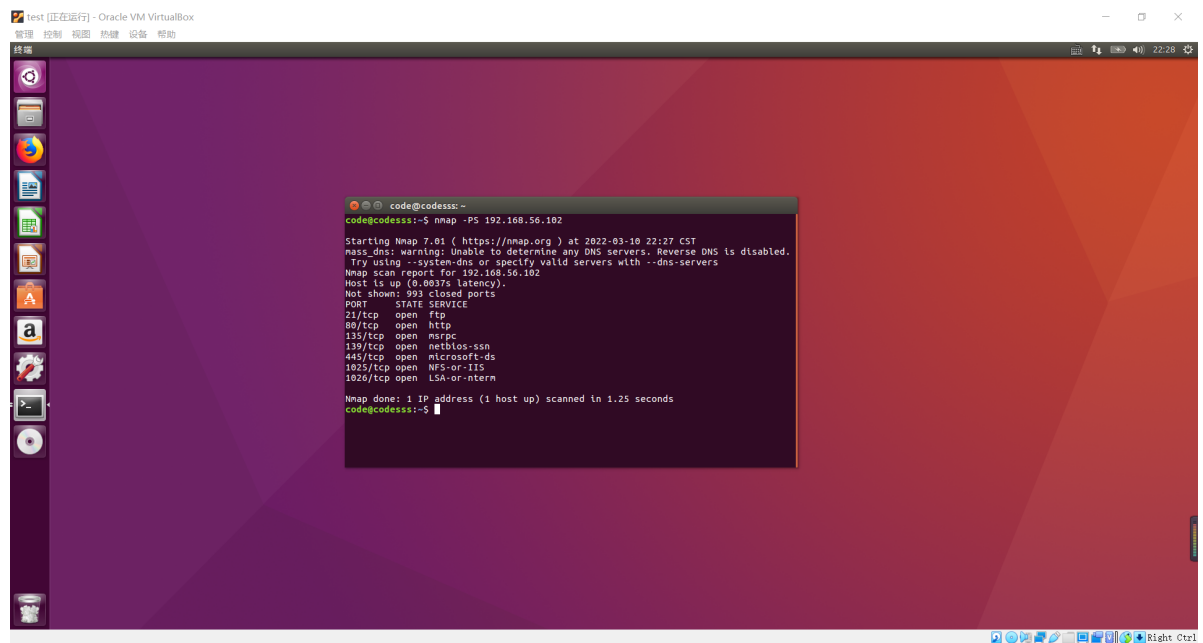 test [正在运行] - Oracle VM VirtualBox
管理 控制 视图 热键 设备 帮助
终端 22:28
code@codesss: ~
code@codesss:~$ nmap -PS 192.168.56.102
Starting Nmap 7.01 ( https://nmap.org ) at 2022-03-10 22:27 CST
mass_dns: warning: Unable to determine any DNS servers. Reverse DNS is disabled.
Try using --system-dns or specify valid servers with --dns-servers
Nmap scan report for 192.168.56.102
Host is up (0.0037s latency).
Not shown: 993 closed ports
PORT STATE SERVICE
21/tcp open ftp
80/tcp open http
135/tcp open msrpc
139/tcp open netbios-ssn
445/tcp open microsoft-ds
1025/tcp open NFS-or-IIS
1026/tcp open LSA-or-nterm
Nmap done: 1 IP address (1 host up) scanned in 1.25 seconds
code@codesss:~$
Right Ctrl